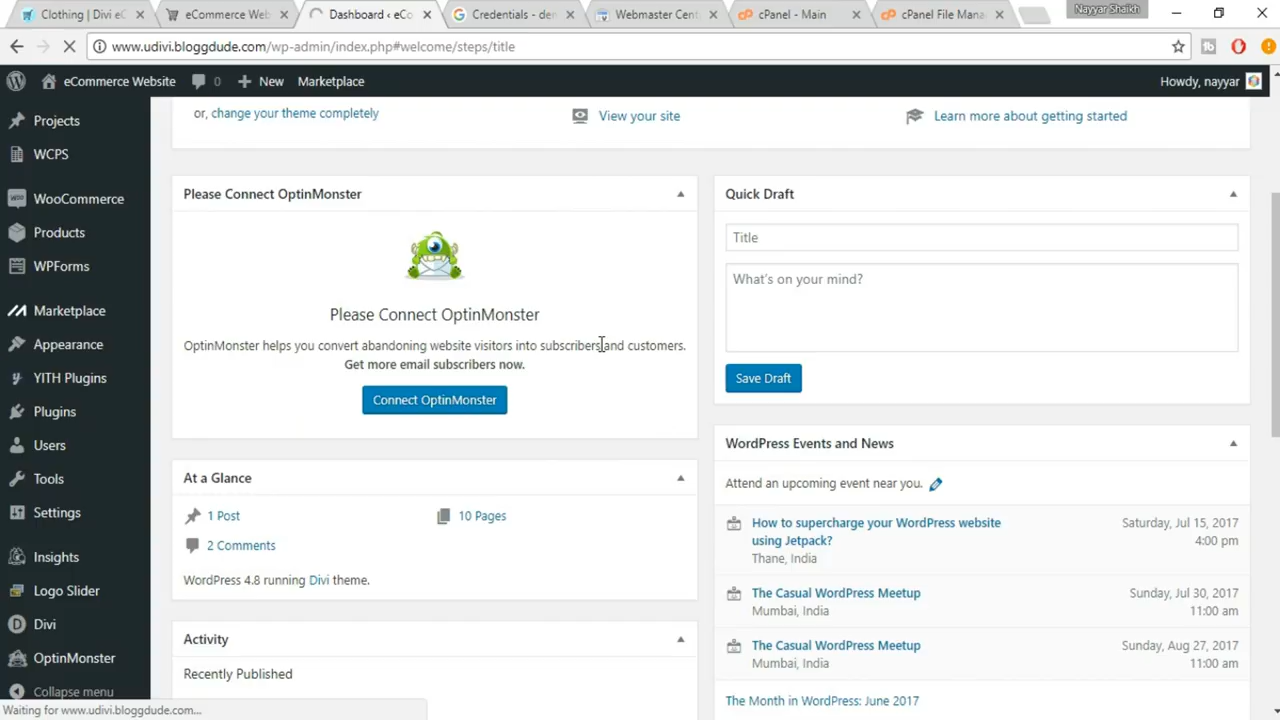 Clothing | Divi eC
eCommerce Web
Dashboard ‹ eCo
Credentials - der
Webmaster Cent
cPanel - Main
cPanel File Mana
Nayyar Shaikh
www.udivi.bloggdude.com/wp-admin/index.php#welcome/steps/title
eCommerce Website
0
New
Marketplace
Howdy, nayyar
Projects
WCPS
WooCommerce
Products
WPForms
Marketplace
Appearance
YITH Plugins
Plugins
Users
Tools
Settings
Insights
Logo Slider
Divi
OptinMonster
Collapse menu
or, change your theme completely
View your site
Learn more about getting started
Please Connect OptinMonster
Please Connect OptinMonster
OptinMonster helps you convert abandoning website visitors into subscribers and customers.
Get more email subscribers now.
Connect OptinMonster
At a Glance
1 Post
10 Pages
2 Comments
WordPress 4.8 running Divi theme.
Activity
Recently Published
Quick Draft
Title
What's on your mind?
Save Draft
WordPress Events and News
Attend an upcoming event near you.
How to supercharge your WordPress website
using Jetpack?
Thane, India
Saturday, Jul 15, 2017
4:00 pm
The Casual WordPress Meetup
Mumbai, India
Sunday, Jul 30, 2017
11:00 am
The Casual WordPress Meetup
Mumbai, India
Sunday, Aug 27, 2017
11:00 am
The Month in WordPress: June 2017
Waiting for www.udivi.bloggdude.com...